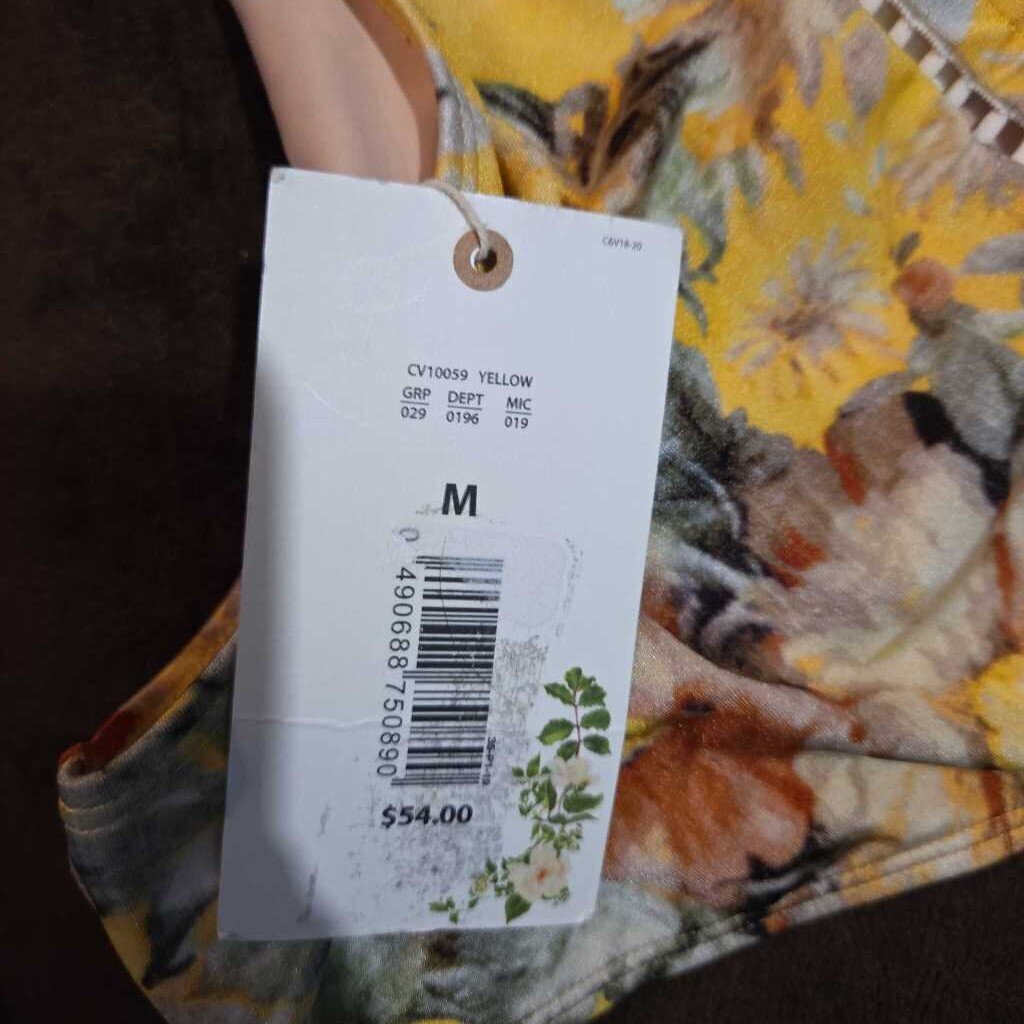 C6V18-20
CV10059 YELLOW
GRP DEPT MIC
029 0196 019
M
0 490688 750890
$54.00